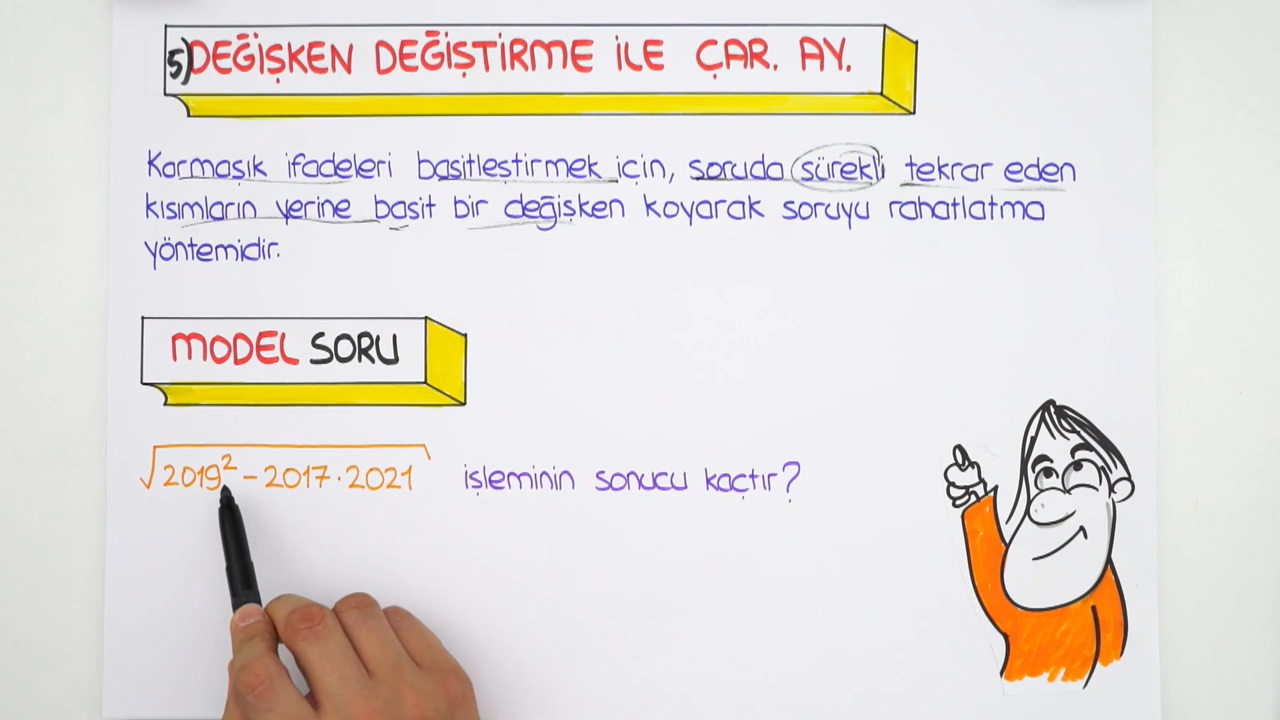 5) DEĞİŞKEN DEĞİŞTİRME İLE ÇAR. AY.
Karmaşık ifadeleri basitleştirmek için, soruda sürekli tekrar eden
kısımların yerine basit bir değişken koyarak soruyu rahatlatma
yöntemidir.
MODEL SORU
√2019² - 2017·2021 işleminin sonucu kaçtır?